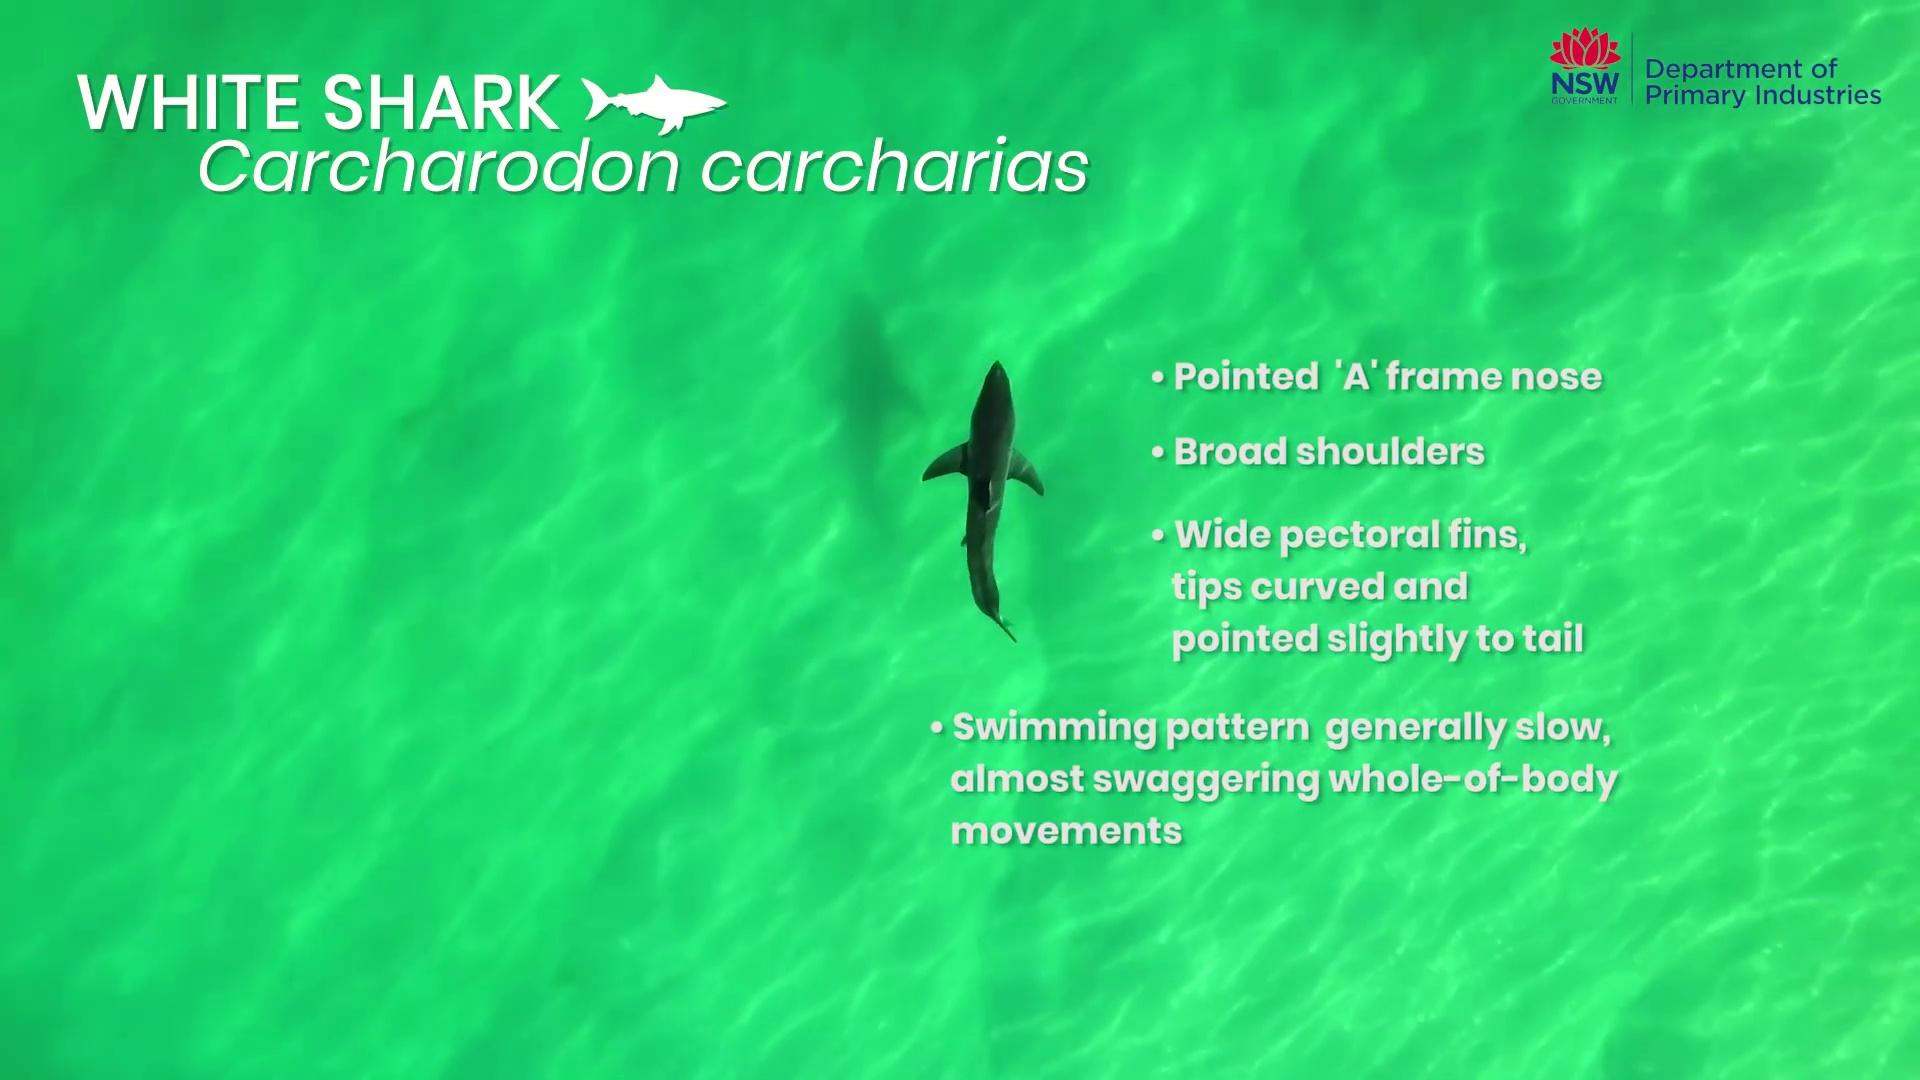 WHITE SHARK
Carcharodon carcharias
NSW
GOVERNMENT
Department of
Primary Industries
• Pointed 'A' frame nose
• Broad shoulders
• Wide pectoral fins,
tips curved and
pointed slightly to tail
• Swimming pattern generally slow,
almost swaggering whole-of-body
movements